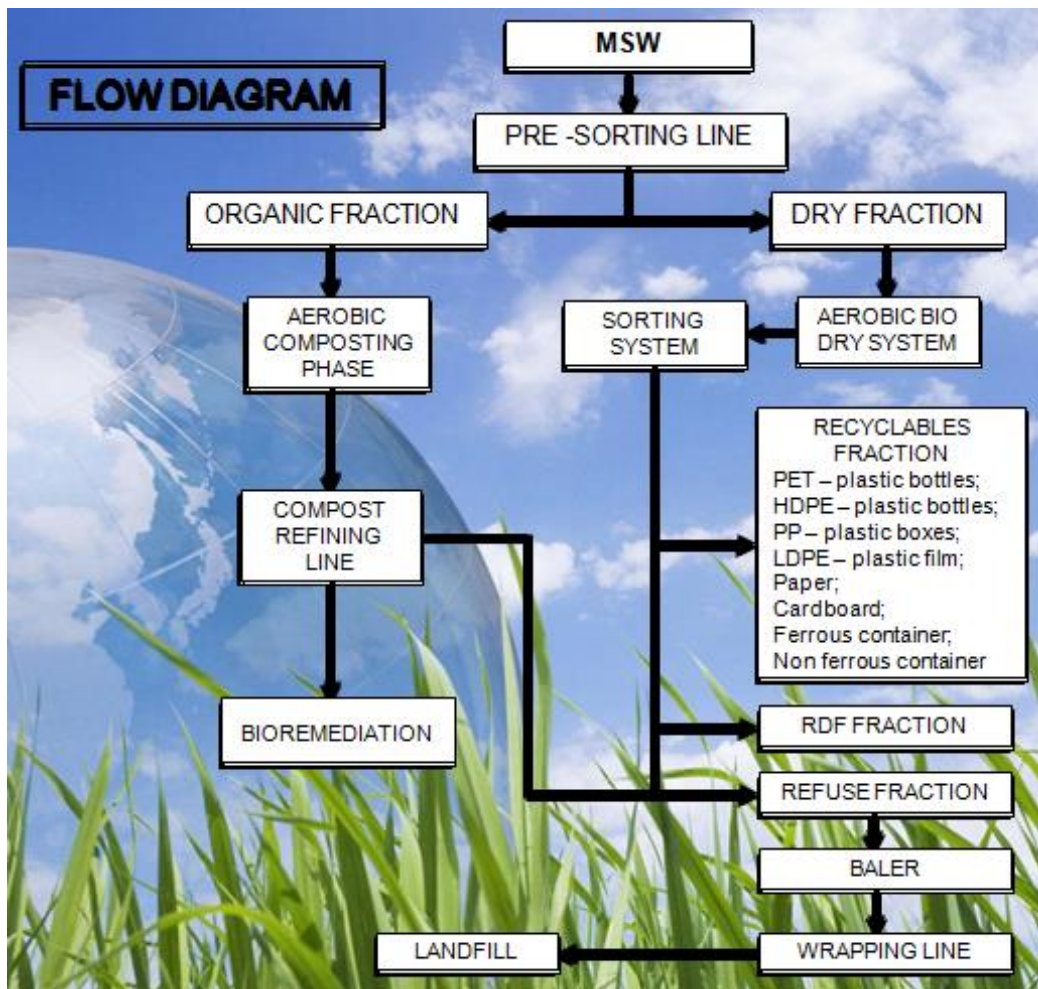 FLOW DIAGRAM
MSW
PRE -SORTING LINE
ORGANIC FRACTION
DRY FRACTION
AEROBIC
COMPOSTING
PHASE
SORTING
SYSTEM
AEROBIC BIO
DRY SYSTEM
RECYCLABLES
FRACTION
PET – plastic bottles;
HDPE – plastic bottles;
PP – plastic boxes;
LDPE – plastic film;
Paper;
Cardboard;
Ferrous container;
Non ferrous container
COMPOST
REFINING
LINE
BIOREMEDIATION
RDF FRACTION
REFUSE FRACTION
BALER
WRAPPING LINE
LANDFILL